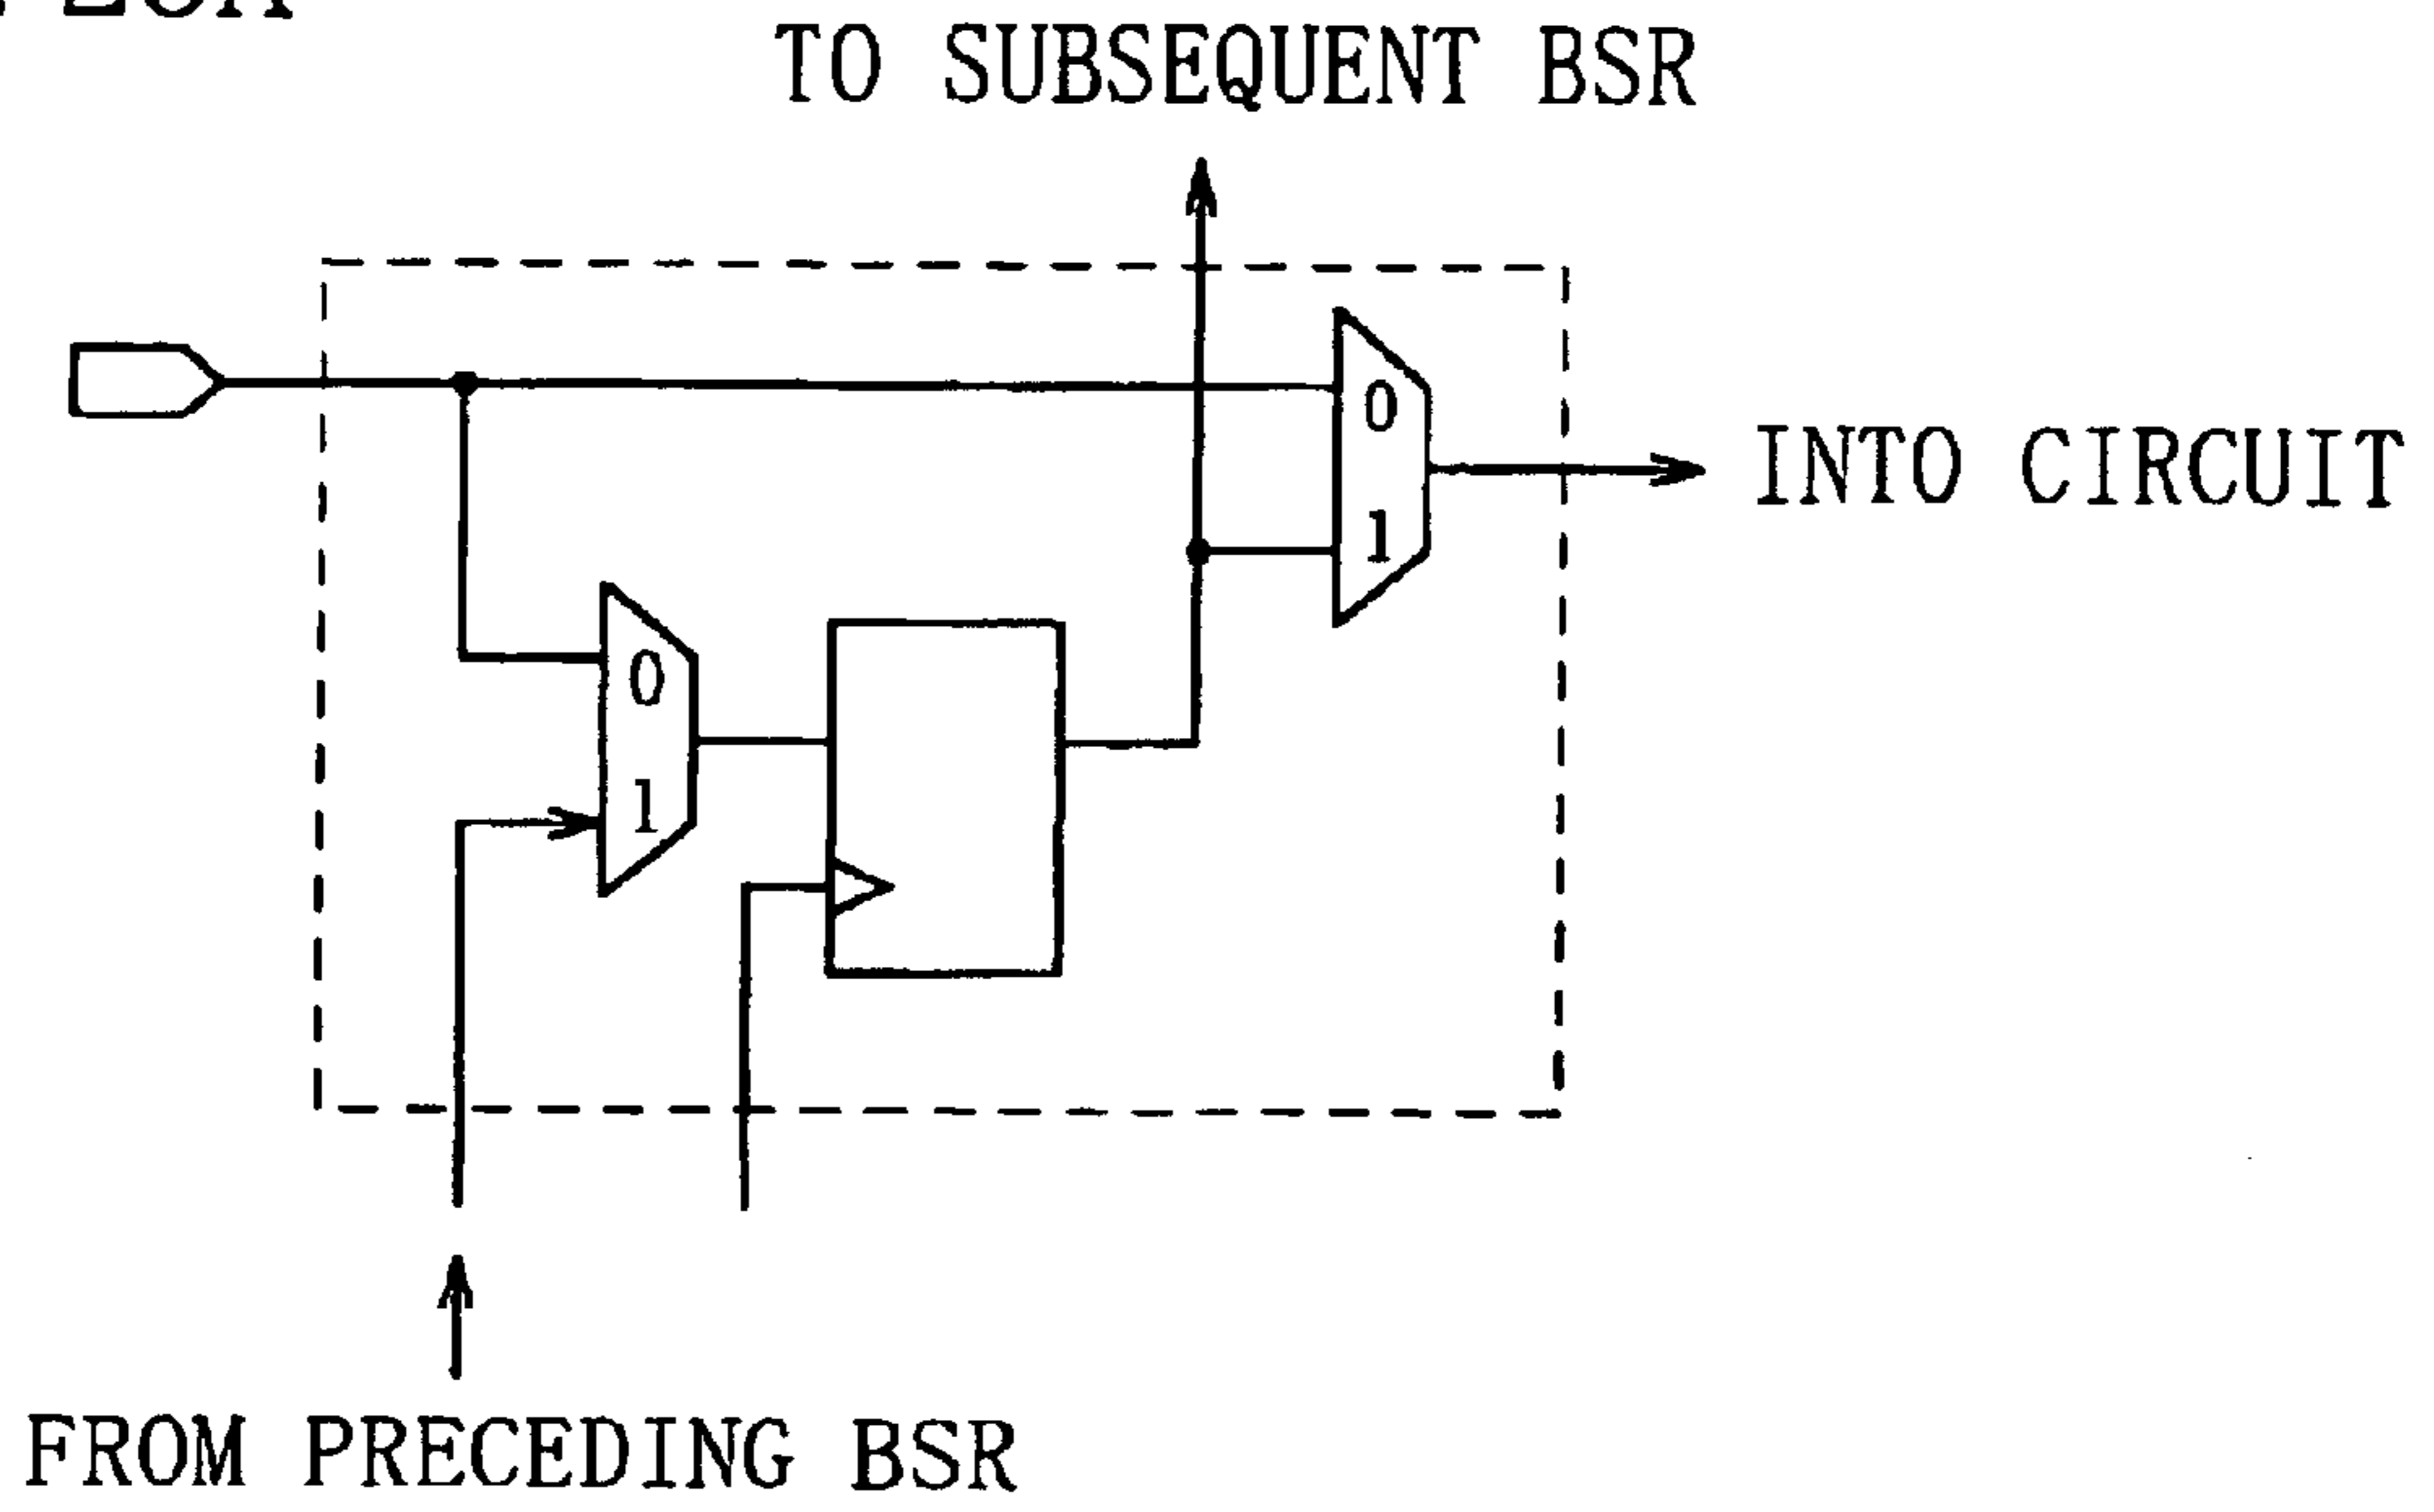 TO SUBSEQUENT BSR
0
1
INTO CIRCUIT
0
1
FROM PRECEDING BSR